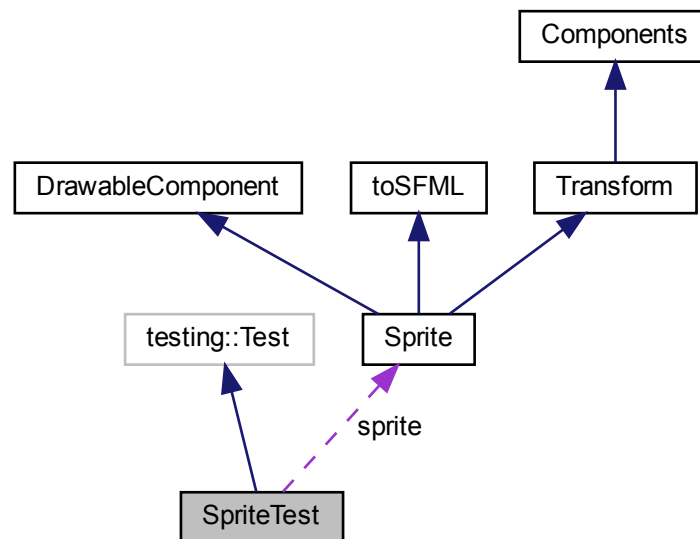 Components
DrawableComponent
toSFML
Transform
testing::Test
Sprite
sprite
SpriteTest